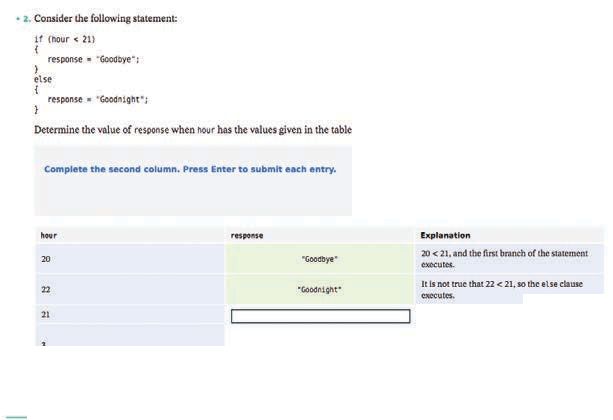 • 2. Consider the following statement:
if (hour < 21)
{
response = "Goodbye";
}
else
{
response = "Goodnight";
}
Determine the value of response when hour has the values given in the table
Complete the second column. Press Enter to submit each entry.
hour response Explanation
20 "Goodbye" 20 < 21, and the first branch of the statement
executes.
22 "Goodnight" It is not true that 22 < 21, so the else clause
executes.
21